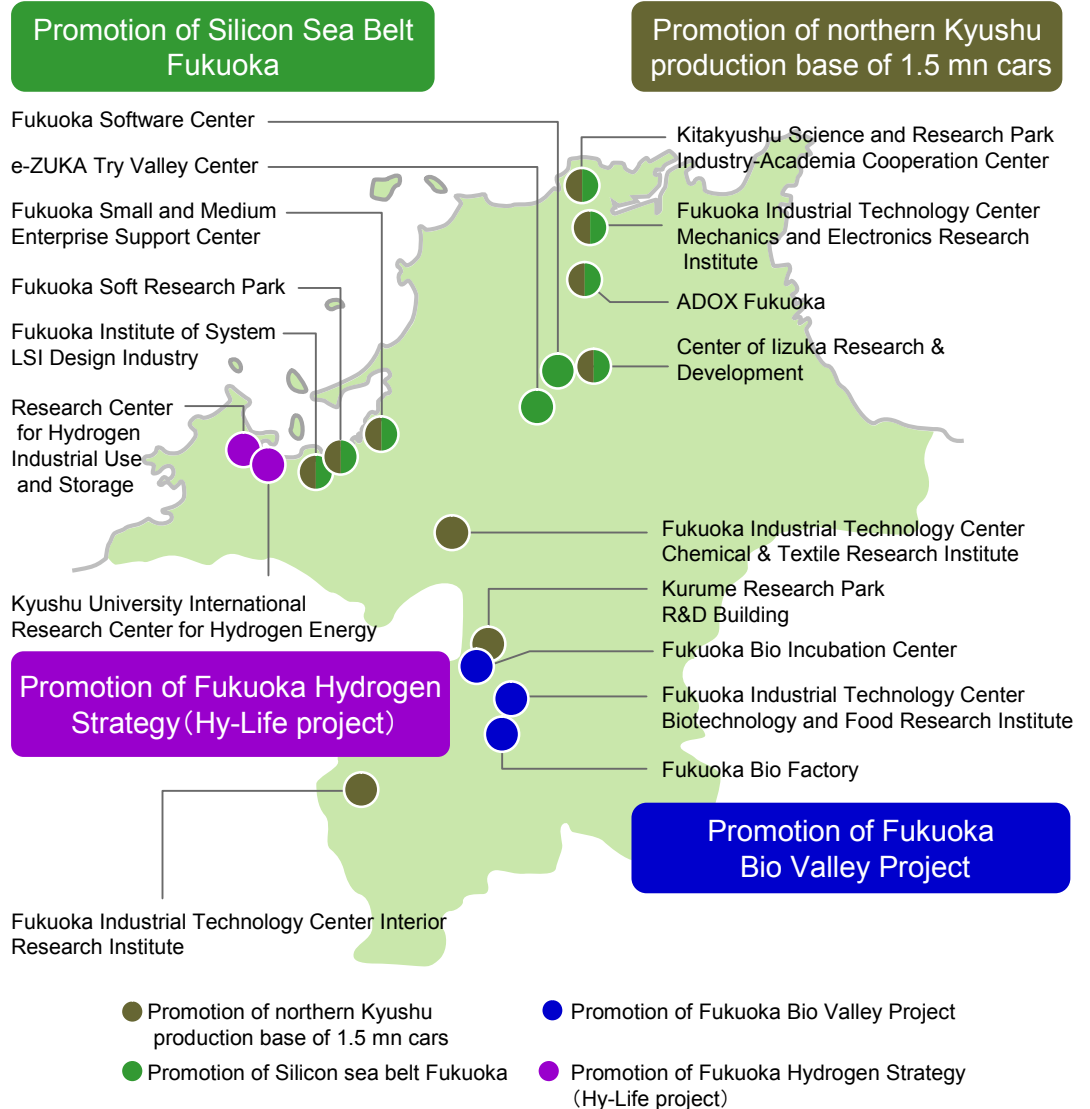 Promotion of Silicon Sea Belt
Fukuoka
Promotion of northern Kyushu
production base of 1.5 mn cars
Fukuoka Software Center
e-ZUKA Try Valley Center
Fukuoka Small and Medium
Enterprise Support Center
Fukuoka Soft Research Park
Fukuoka Institute of System
LSI Design Industry
Research Center
for Hydrogen
Industrial Use
and Storage
Kyushu University International
Research Center for Hydrogen Energy
Kitakyushu Science and Research Park
Industry-Academia Cooperation Center
Fukuoka Industrial Technology Center
Mechanics and Electronics Research
Institute
ADOX Fukuoka
Center of Iizuka Research &
Development
Fukuoka Industrial Technology Center
Chemical & Textile Research Institute
Kurume Research Park
R&D Building
Fukuoka Bio Incubation Center
Fukuoka Industrial Technology Center
Biotechnology and Food Research Institute
Fukuoka Bio Factory
Promotion of Fukuoka Hydrogen
Strategy（Hy-Life project）
Promotion of Fukuoka
Bio Valley Project
Fukuoka Industrial Technology Center Interior
Research Institute
Promotion of northern Kyushu
production base of 1.5 mn cars
Promotion of Silicon sea belt Fukuoka
Promotion of Fukuoka Bio Valley Project
Promotion of Fukuoka Hydrogen Strategy
（Hy-Life project）